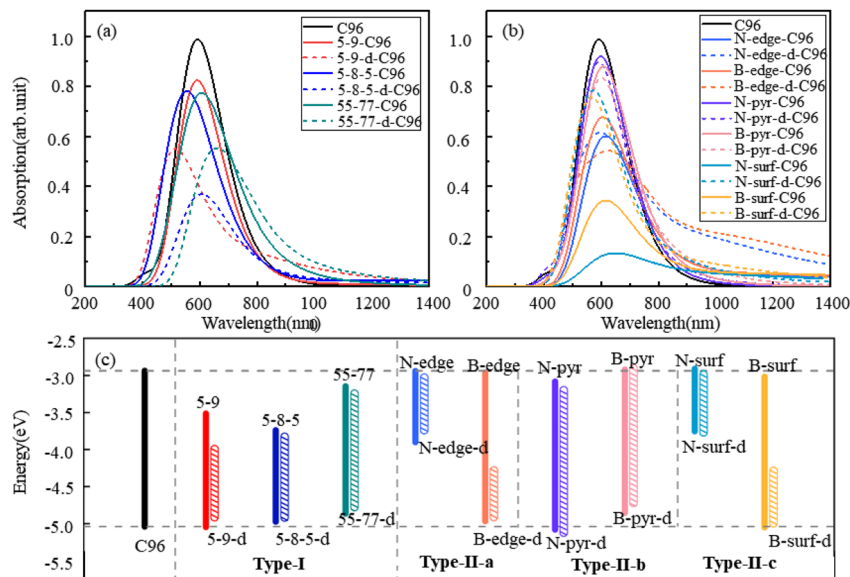 (a)
C96
5-9-C96
5-9-d-C96
5-8-5-C96
5-8-5-d-C96
55-77-C96
55-77-d-C96
Absorption(arb.unit)
1.0
0.8
0.6
0.4
0.2
0
200 400 600 800 100 1200 1400
Wavelength(nm)
(b)
C96
N-edge-C96
N-edge-d-C96
B-edge-C96
B-edge-d-C96
N-pyr-C96
N-pyr-d-C96
B-pyr-C96
B-pyr-d-C96
N-surf-C96
N-surf-d-C96
B-surf-C96
B-surf-d-C96
1.0
0.8
0.6
0.4
0.2
0
200 400 600 800 1000 1200 1400
Wavelength(nm)
(c)
Energy(eV)
-2.5
-3.0
-3.5
-4.0
-4.5
-5.0
-5.5
C96
5-9
5-9-d
5-8-5
5-8-5-d
55-77
55-77-d
Type-I
N-edge
N-edge-d
B-edge
B-edge-d
Type-II-a
N-pyr
N-pyr-d
B-pyr
B-pyr-d
Type-II-b
N-surf
N-surf-d
B-surf
B-surf-d
Type-II-c